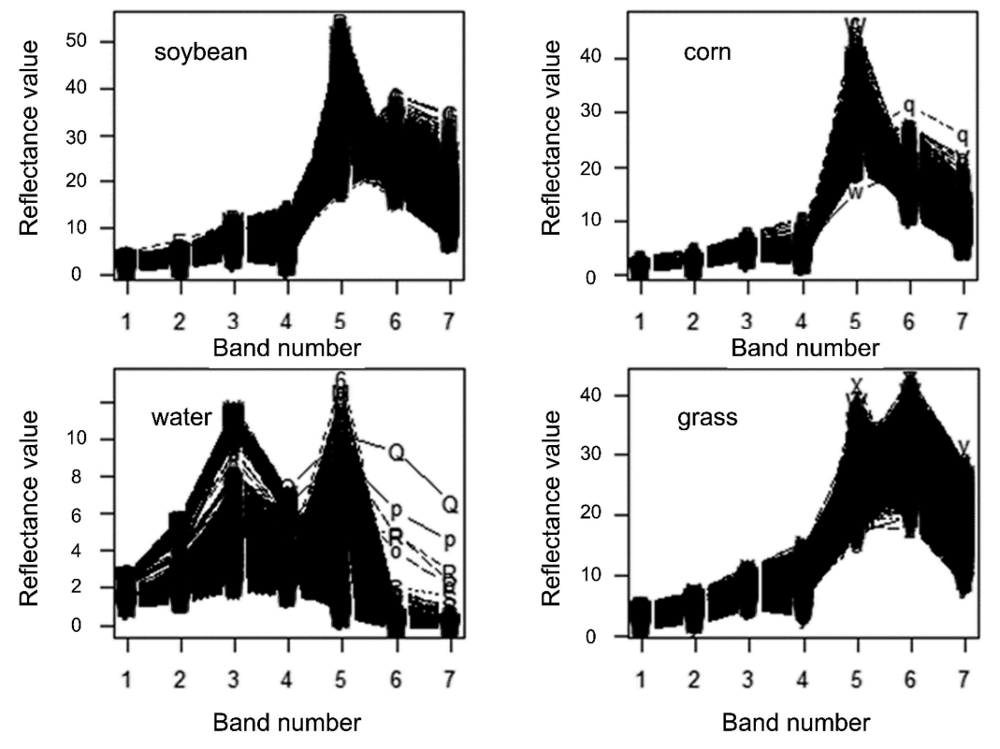 soybean
Reflectance value
50
40
30
20
10
0
1 2 3 4 5 6 7
Band number
corn
Reflectance value
40
30
20
10
0
q
q
w
1 2 3 4 5 6 7
Band number
water
Reflectance value
10
8
6
4
2
0
6
Q
Q
p
p
R
o
1 2 3 4 5 6 7
Band number
grass
Reflectance value
40
30
20
10
0
x
y
1 2 3 4 5 6 7
Band number